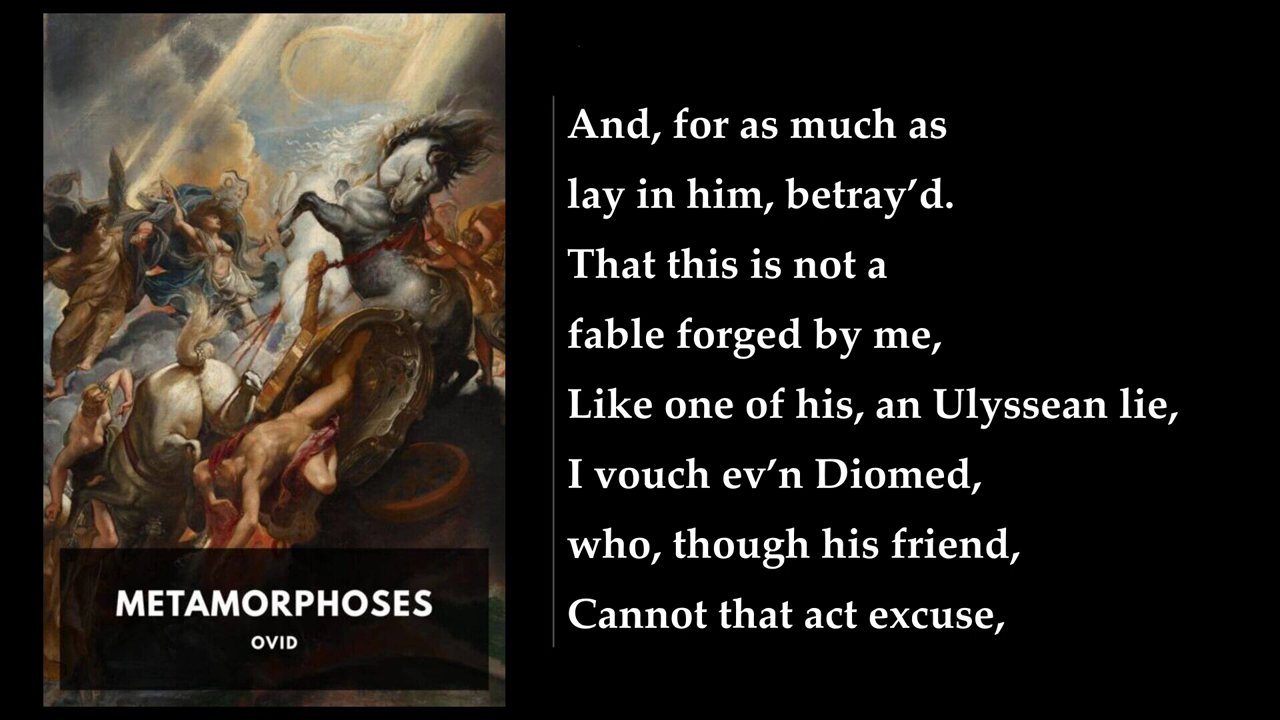 METAMORPHOSES
OVID
And, for as much as
lay in him, betray’d.
That this is not a
fable forged by me,
Like one of his, an Ulyssean lie,
I vouch ev’n Diomed,
who, though his friend,
Cannot that act excuse,